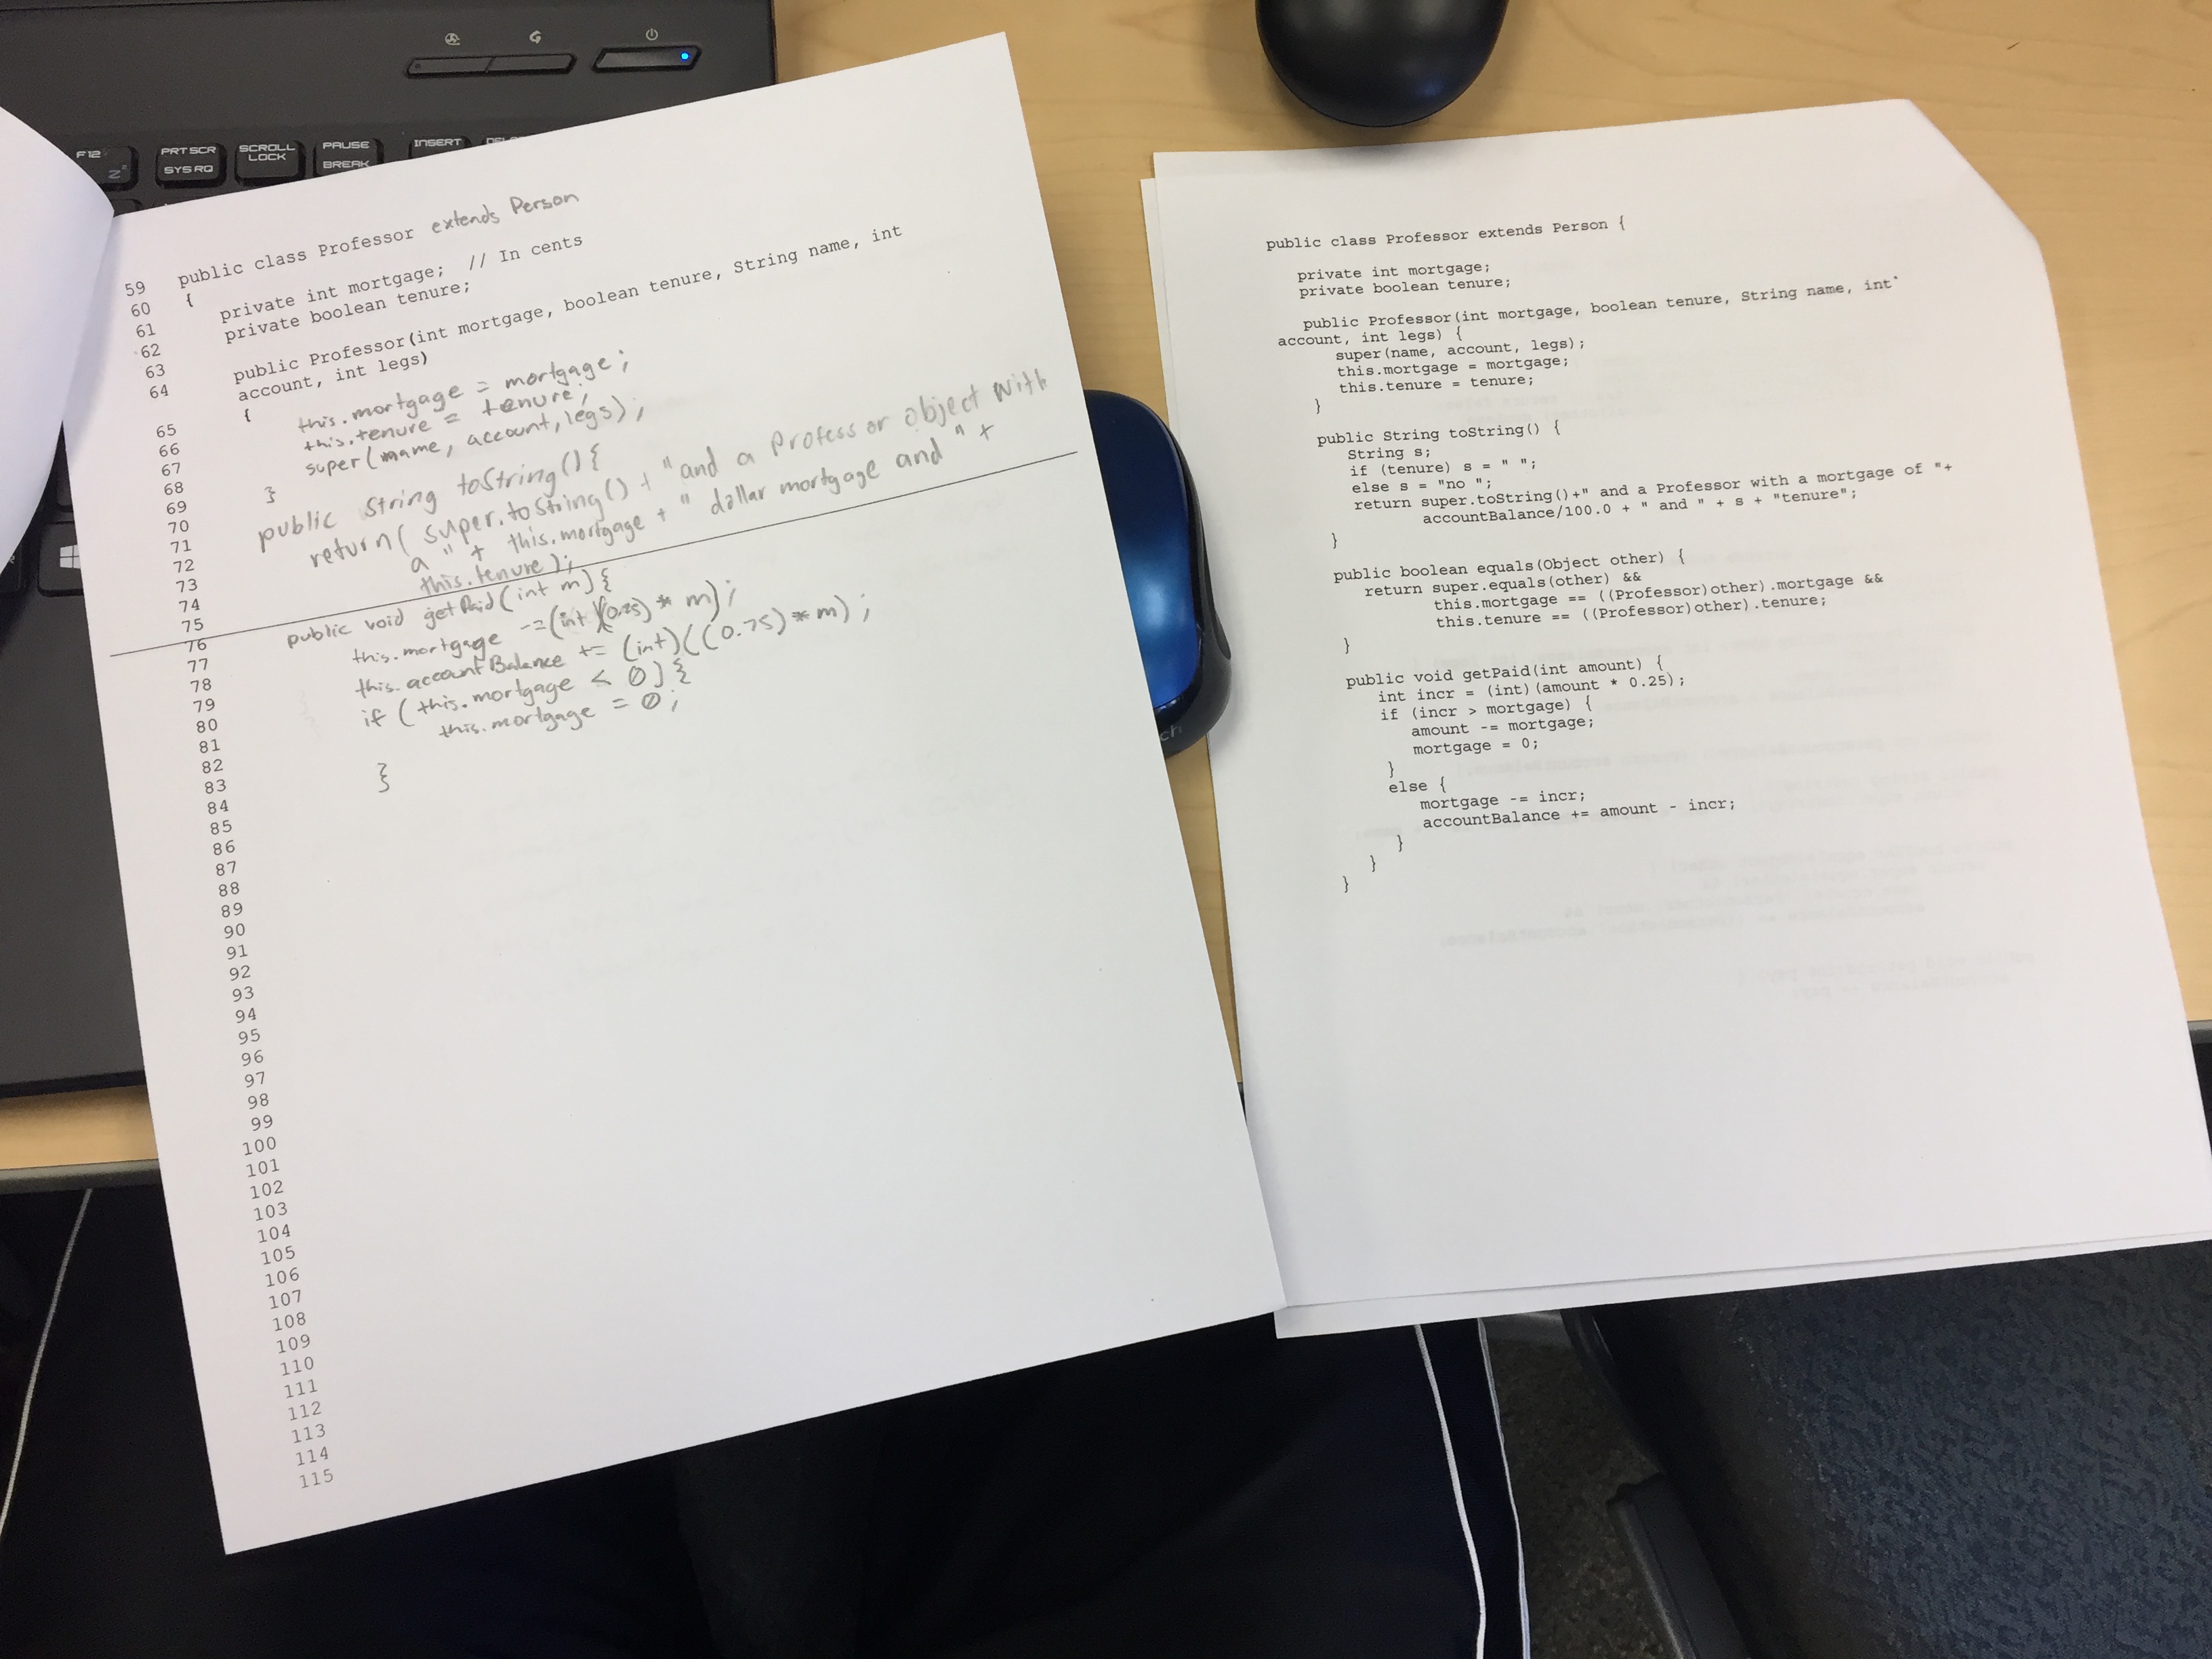 59
60
61
62
63
64
65
66
67
68
69
70
71
72
73
74
75
76
77
78
79
80
81
82
83
84
85
86
87
88
89
90
91
92
93
94
95
96
97
98
99
100
101
102
103
104
105
106
107
108
109
110
111
112
113
114
115
public class Professor extends Person
{
private int mortgage; // In cents
private boolean tenure;
public Professor(int mortgage, boolean tenure, String name, int
account, int legs)
{
this.mortgage = mortgage;
this.tenure = tenure;
super(name, account, legs);
}
public String toString(){
return( super.toString() + " and a professor object with
a " + this.mortgage + " dollar mortgage and " +
this.tenure);
public void getPaid(int m){
this.mortgage -= (int)((0.25) * m);
this.accountBalance += (int)((0.75) * m);
if (this.mortgage < 0){
this.mortgage = 0;
}
public class Professor extends Person {
private int mortgage;
private boolean tenure;
public Professor(int mortgage, boolean tenure, String name, int
account, int legs) {
super(name, account, legs);
this.mortgage = mortgage;
this.tenure = tenure;
}
public String toString() {
String s;
if (tenure) s = " ";
else s = "no ";
return super.toString()+" and a Professor with a mortgage of "+
accountBalance/100.0 + " and " + s + "tenure";
}
public boolean equals(Object other) {
return super.equals(other) &&
this.mortgage == ((Professor)other).mortgage &&
this.tenure == ((Professor)other).tenure;
}
public void getPaid(int amount) {
int incr = (int)(amount * 0.25);
if (incr > mortgage) {
amount -= mortgage;
mortgage = 0;
}
else {
mortgage -= incr;
accountBalance += amount - incr;
}
}
}
F12
PRT SCR
SYS RQ
SCROLL
LOCK
PAUSE
BREAK
INSERT
ch